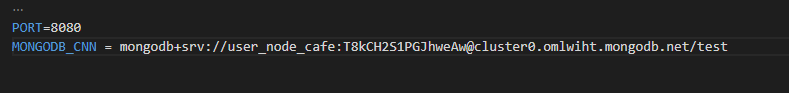 ...
PORT=8080
MONGODB_CNN = mongodb+srv://user_node_cafe:T8kCH2S1PGJhweAw@cluster0.omlwiht.mongodb.net/test